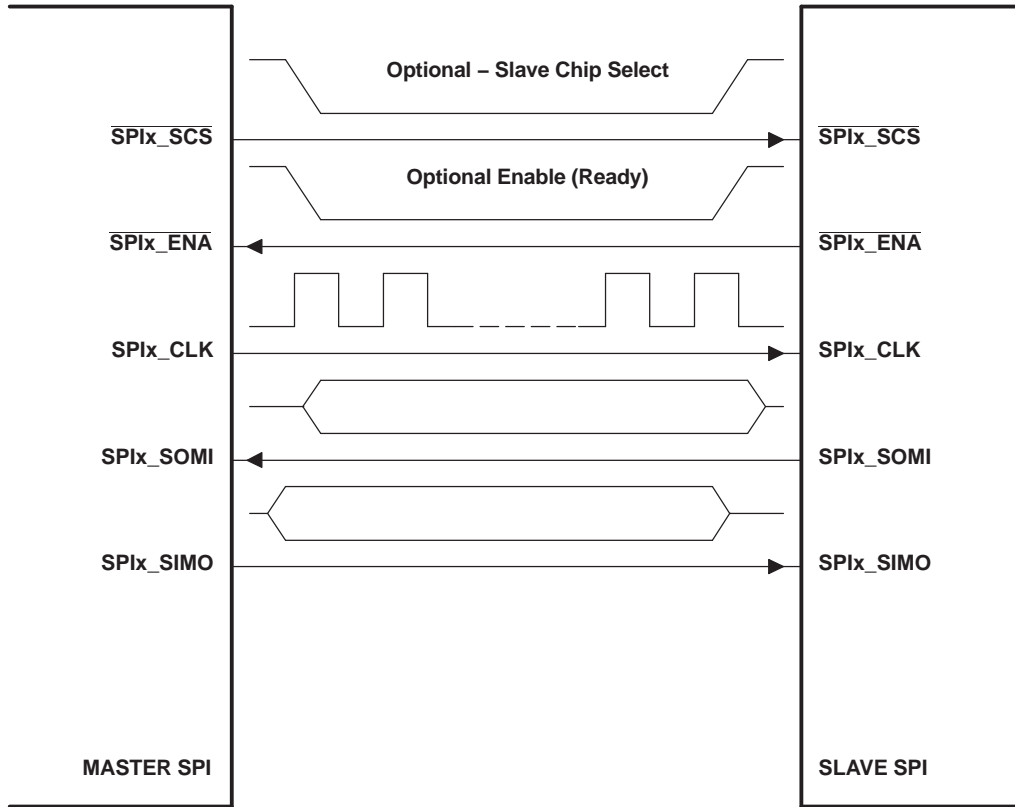 Optional – Slave Chip Select
SPIx_SCS SPIx_SCS
Optional Enable (Ready)
SPIx_ENA SPIx_ENA
SPIx_CLK SPIx_CLK
SPIx_SOMI SPIx_SOMI
SPIx_SIMO SPIx_SIMO
MASTER SPI SLAVE SPI